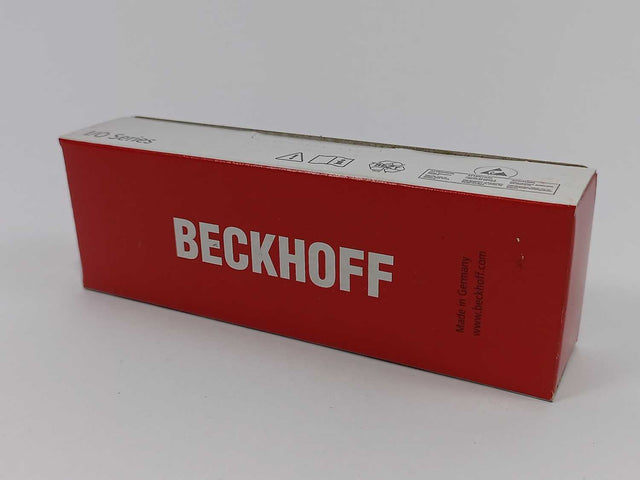 I/O Series
BECKHOFF
Made in Germany
www.beckhoff.com